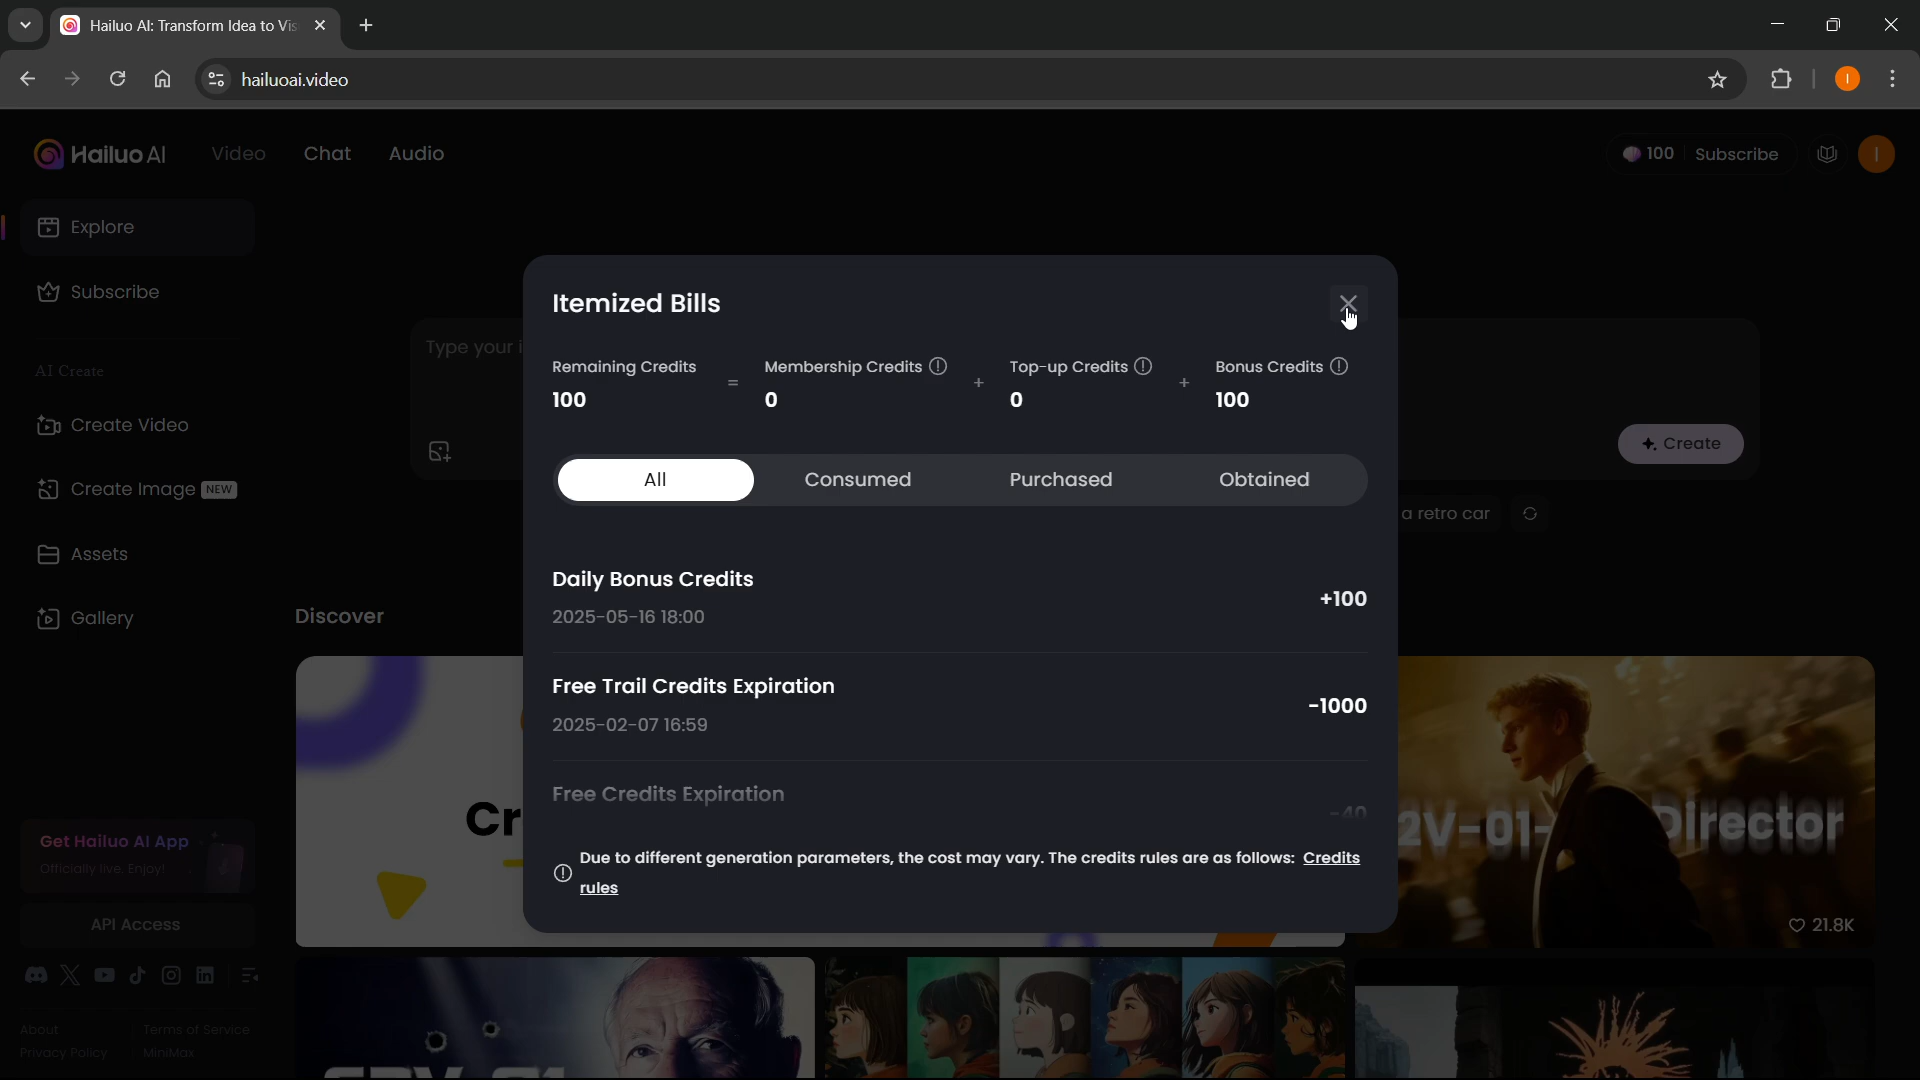 Hailuo AI: Transform Idea to Vis
hailuoai.video
Hailuo AI
Video
Chat
Audio
100
Subscribe
Explore
Subscribe
AI Create
Create Video
Create Image NEW
Assets
Gallery
Get Hailuo AI App
Officially live, Enjoy!
API Access
About
Terms of Service
Privacy Policy
MiniMax
Type your i
Create
a retro car
Discover
Itemized Bills
Remaining Credits
100
=
Membership Credits
0
+
Top-up Credits
0
+
Bonus Credits
100
All
Consumed
Purchased
Obtained
Daily Bonus Credits
2025-05-16 18:00
+100
Free Trail Credits Expiration
2025-02-07 16:59
-1000
Free Credits Expiration
-40
Due to different generation parameters, the cost may vary. The credits rules are as follows: Credits
rules
Cr
2V-01-Director
21.8K